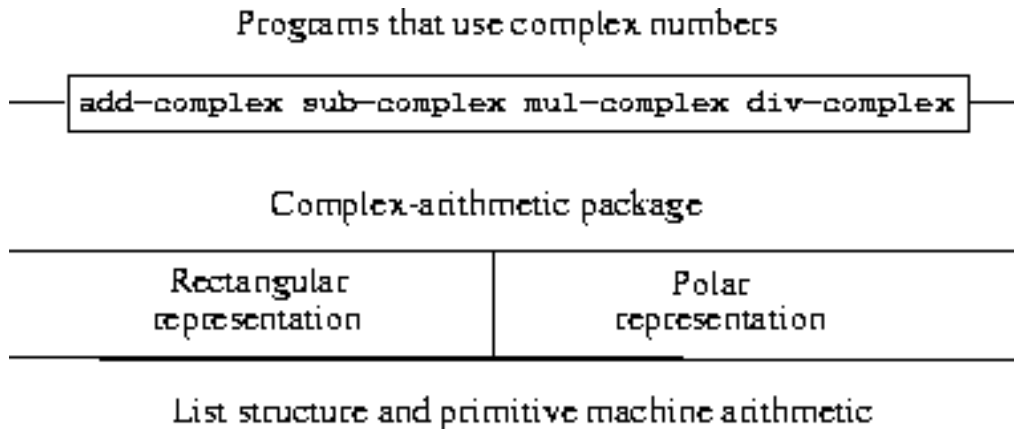 Programs that use complex numbers
add-complex sub-complex mul-complex div-complex
Complex-arithmetic package
Rectangular
representation
Polar
representation
List structure and primitive machine arithmetic